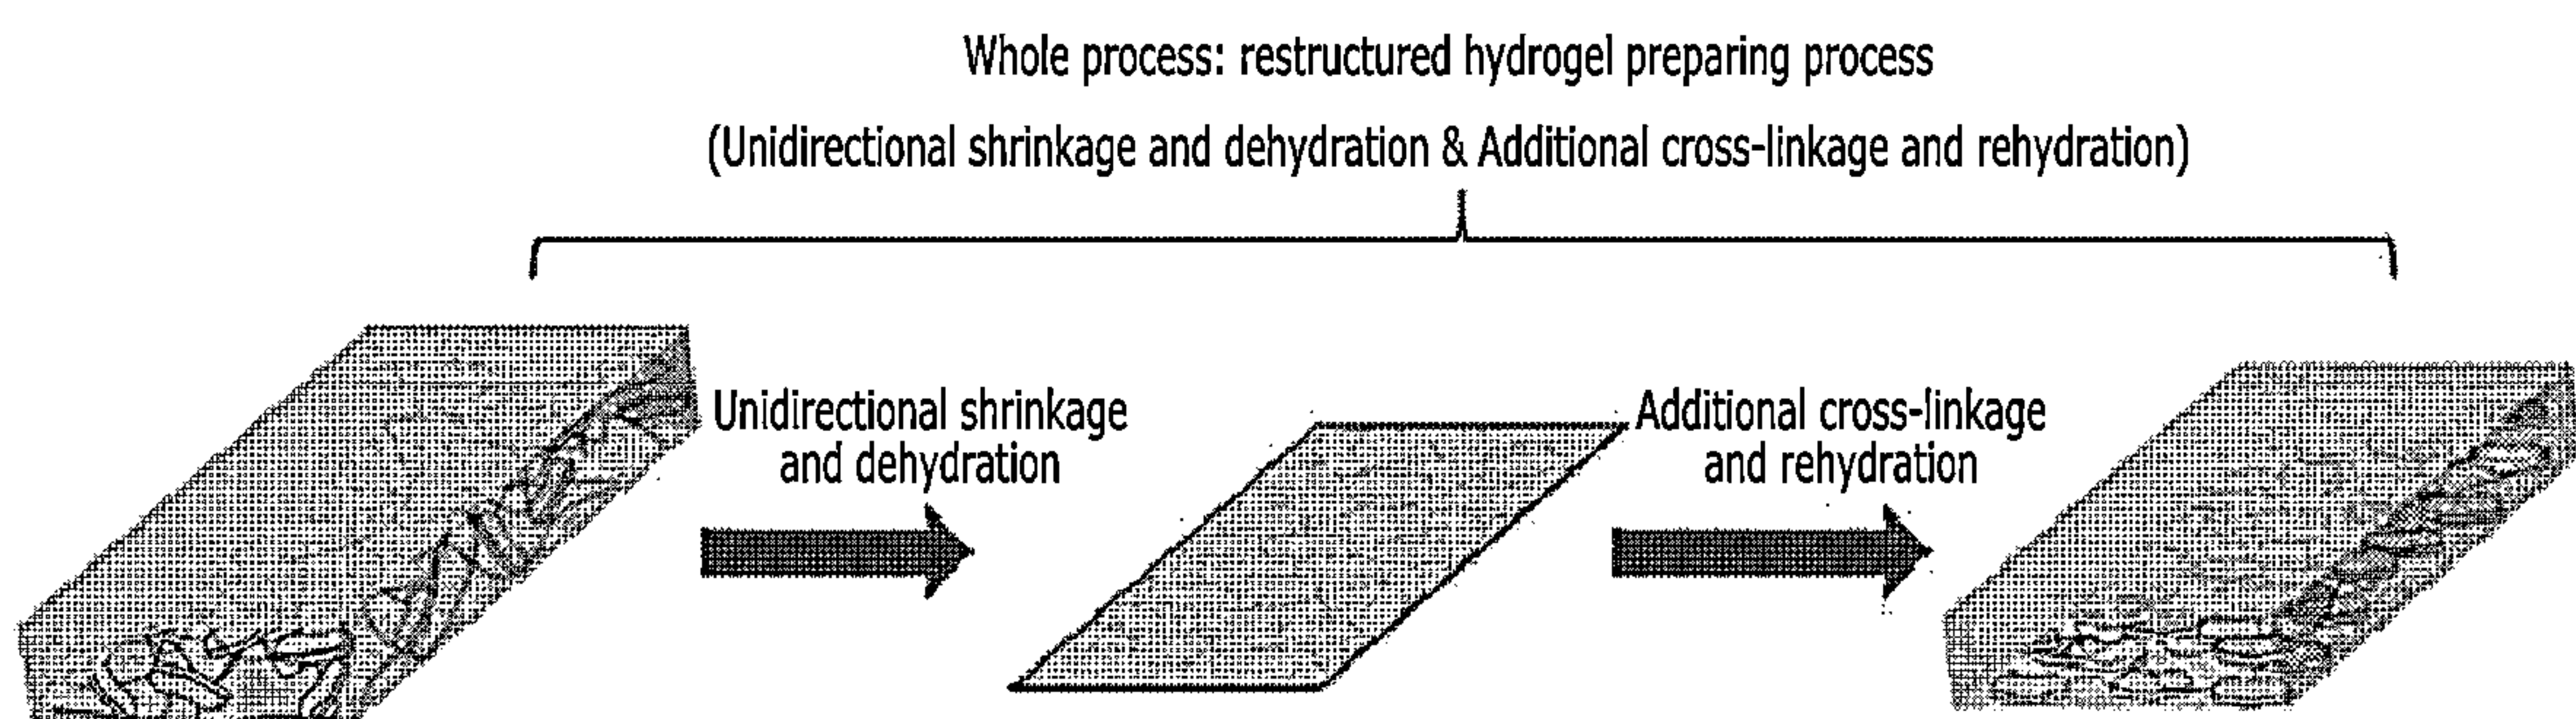 Whole process: restructured hydrogel preparing process
(Unidirectional shrinkage and dehydration & Additional cross-linkage and rehydration)
Unidirectional shrinkage
and dehydration
Additional cross-linkage
and rehydration